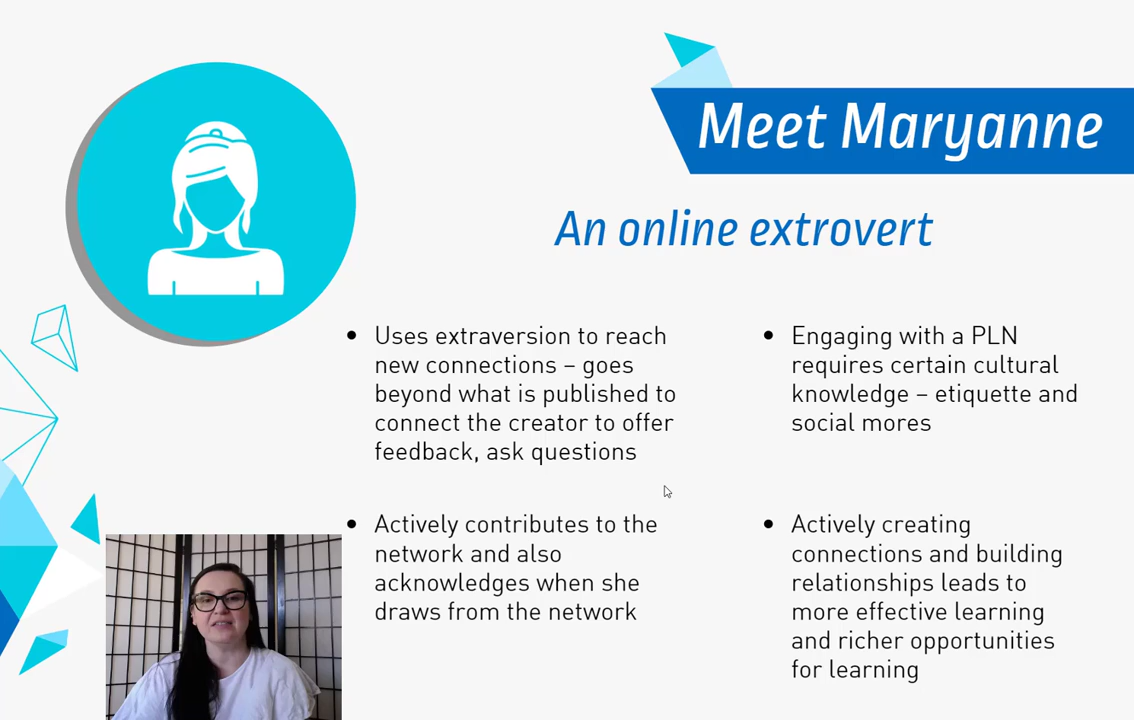 Meet Maryanne
An online extrovert
• Uses extraversion to reach
new connections – goes
beyond what is published to
connect the creator to offer
feedback, ask questions
• Actively contributes to the
network and also
acknowledges when she
draws from the network
• Engaging with a PLN
requires certain cultural
knowledge – etiquette and
social mores
• Actively creating
connections and building
relationships leads to
more effective learning
and richer opportunities
for learning